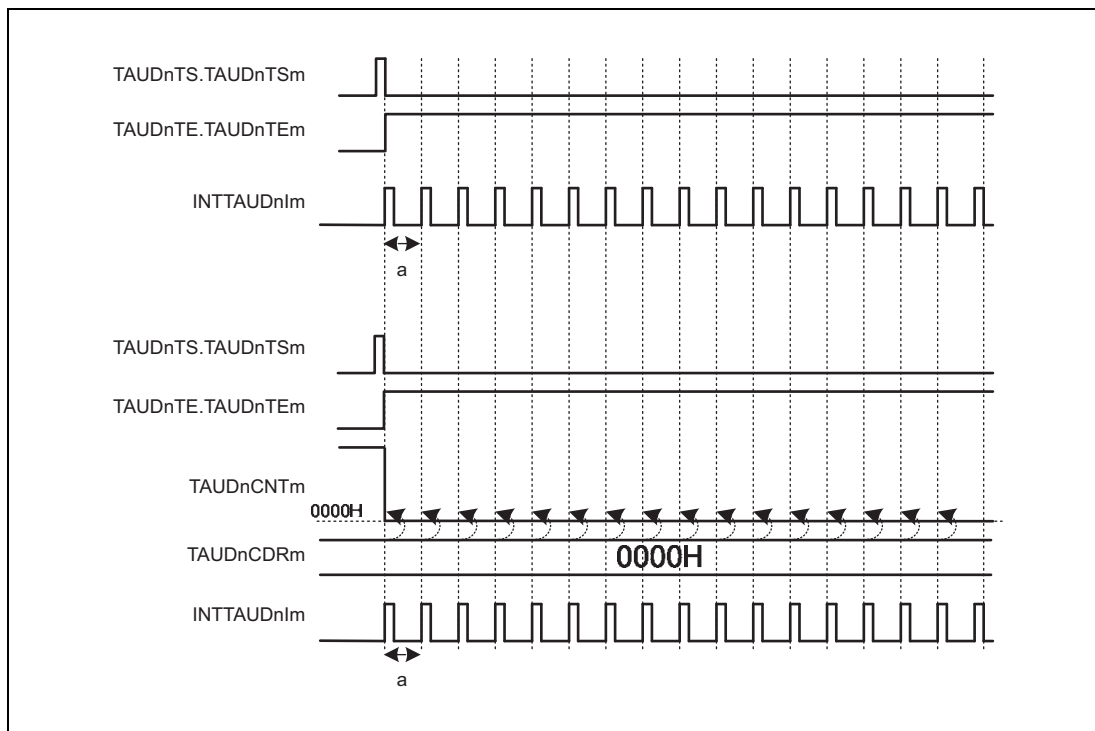 TAUDnTS.TAUDnTSm
TAUDnTE.TAUDnTEm
INTTAUDnIm
a
TAUDnTS.TAUDnTSm
TAUDnTE.TAUDnTEm
TAUDnCNTm
0000H
TAUDnCDRm
0000H
INTTAUDnIm
a